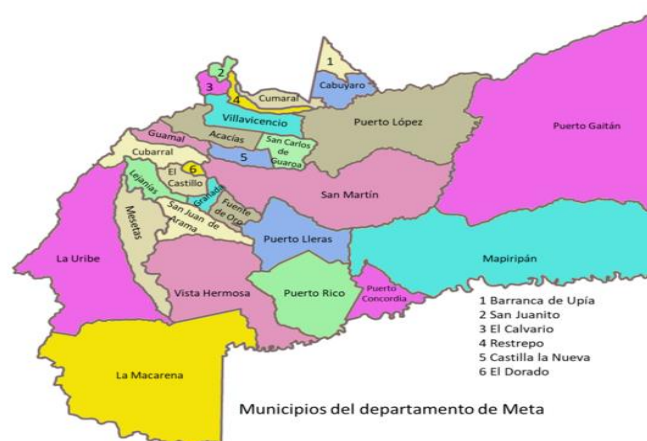 2
1
3
4
Cumaral
Cabuyaro
Villavicencio
Puerto López
Puerto Gaitán
Guamal
Acacías
San Carlos
de
Guaroa
Cubarral
5
6
El
Castillo
Lejanías
Granada
Fuente
de Oro
San Martín
Mesetas
San Juan de
Arama
Puerto Lleras
La Uribe
Mapiripán
Vista Hermosa
Puerto Rico
Puerto
Concordia
La Macarena
1 Barranca de Upía
2 San Juanito
3 El Calvario
4 Restrepo
5 Castilla la Nueva
6 El Dorado
Municipios del departamento de Meta